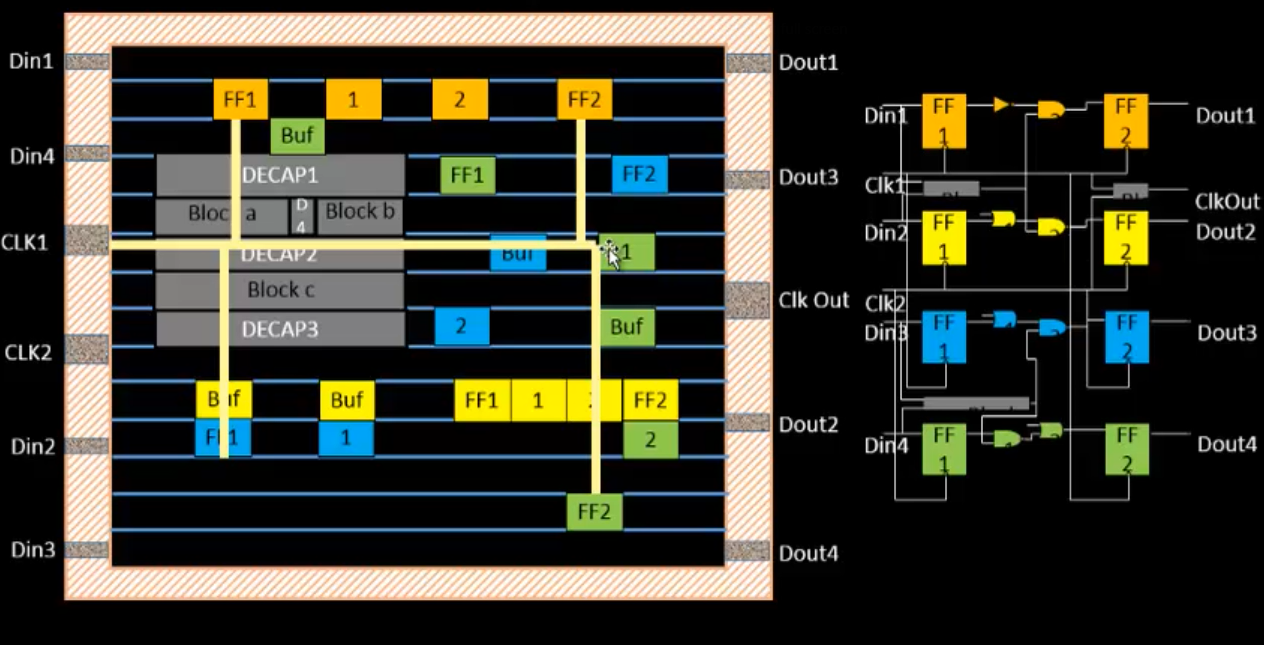 Din1
Dout1
FF1 1 2 FF2
Buf
Din4
DECAP1
FF1
FF2
Dout3
Bloc a
D
4
Block b
CLK1
DECAP2
Buf
1
Block c
Clk Out
DECAP3
2
Buf
CLK2
Buf
Buf
FF1 1 FF2
Dout2
Din2
1
2
FF2
Din3
Dout4
Din1
FF
1
FF
2
Dout1
Clk1
ClkOut
Din2
FF
1
FF
2
Dout2
Clk2
Din3
FF
1
FF
2
Dout3
Din4
FF
1
FF
2
Dout4